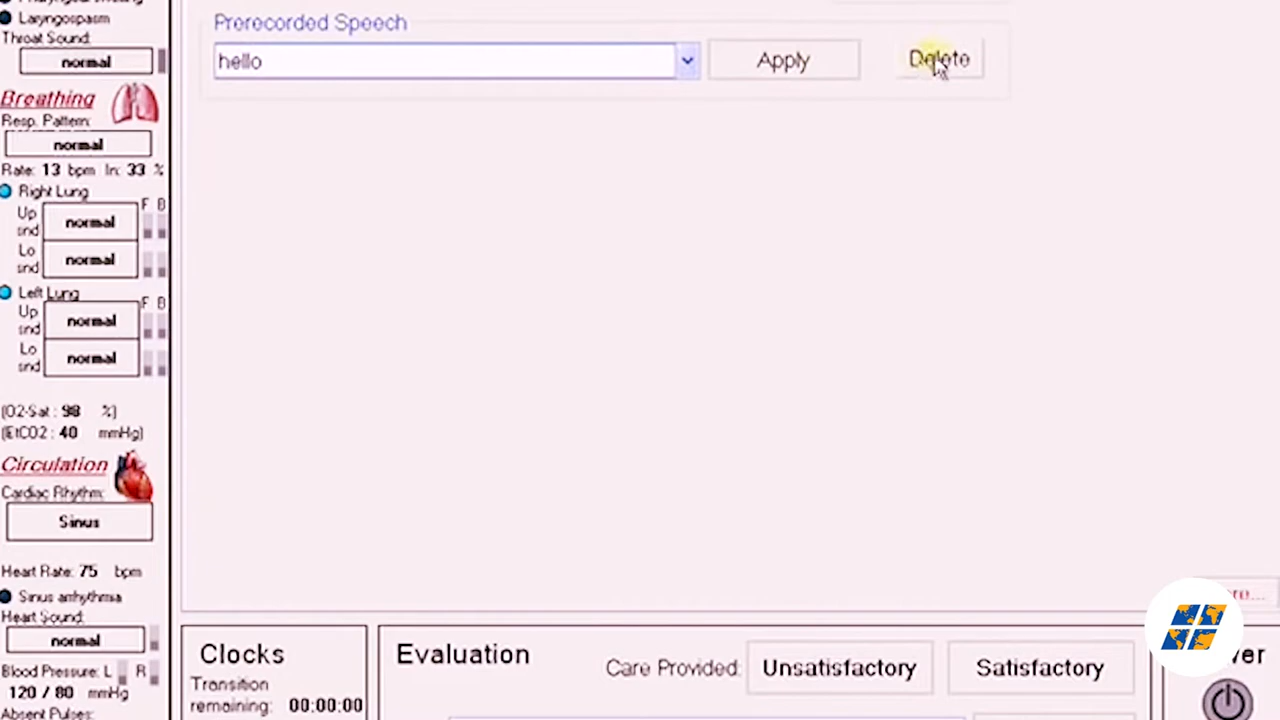 Laryngospasm
Throat Sound:
normal
Breathing
Resp. Pattern:
normal
Rate: 13 bpm In: 33 %
Right Lung
F B
Up snd
normal
Lo snd
normal
Left Lung
F B
Up snd
normal
Lo snd
normal
(O2-Sat : 98 %)
(EtCO2 : 40 mmHg)
Circulation
Cardiac Rhythm:
Sinus
Heart Rate: 75 bpm
Sinus arrhythmia
Heart Sound:
normal
Blood Pressure: L R
120 / 80 mmHg
Absent Pulses:
Prerecorded Speech
hello
Apply
Delete
Clocks
Transition
remaining: 00:00:00
Evaluation
Care Provided:
Unsatisfactory
Satisfactory